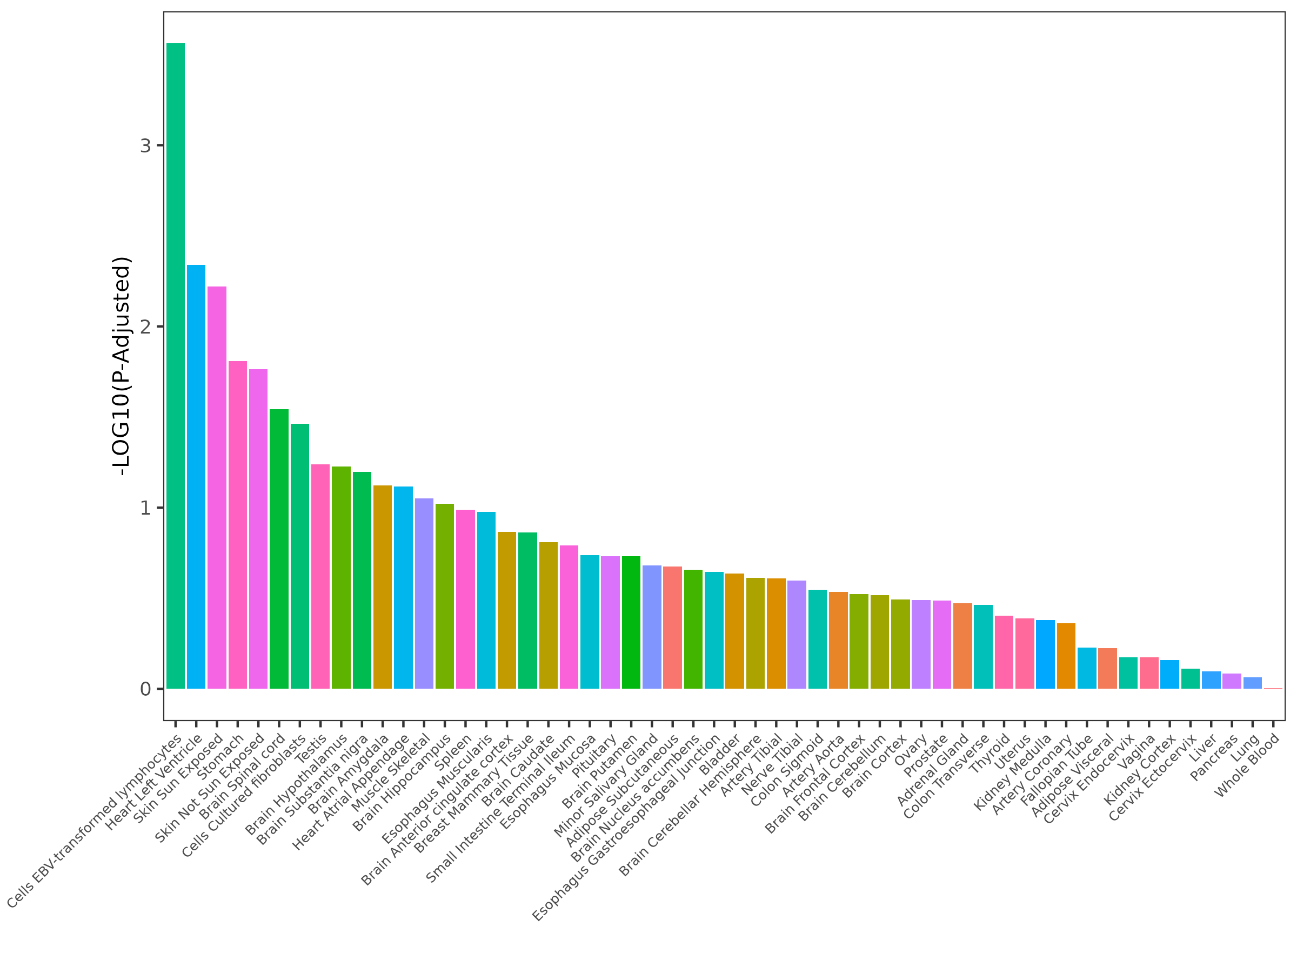 -LOG10(P-Adjusted)
3
2
1
0
Cells EBV-transformed lymphocytes
Heart Left Ventricle
Skin Sun Exposed
Stomach
Skin Not Sun Exposed
Brain Spinal cord
Cells Cultured fibroblasts
Testis
Brain Hypothalamus
Brain Substantia nigra
Brain Amygdala
Heart Atrial Appendage
Muscle Skeletal
Brain Hippocampus
Spleen
Esophagus Muscularis
Brain Anterior cingulate cortex
Breast Mammary Tissue
Brain Caudate
Small Intestine Terminal Ileum
Esophagus Mucosa
Pituitary
Brain Putamen
Minor Salivary Gland
Adipose Subcutaneous
Brain Nucleus accumbens
Esophagus Gastroesophageal Junction
Bladder
Brain Cerebellar Hemisphere
Artery Tibial
Nerve Tibial
Colon Sigmoid
Artery Aorta
Brain Frontal Cortex
Brain Cerebellum
Brain Cortex
Ovary
Prostate
Adrenal Gland
Colon Transverse
Thyroid
Uterus
Kidney Medulla
Artery Coronary
Fallopian Tube
Adipose Visceral
Cervix Endocervix
Vagina
Kidney Cortex
Cervix Ectocervix
Liver
Pancreas
Lung
Whole Blood